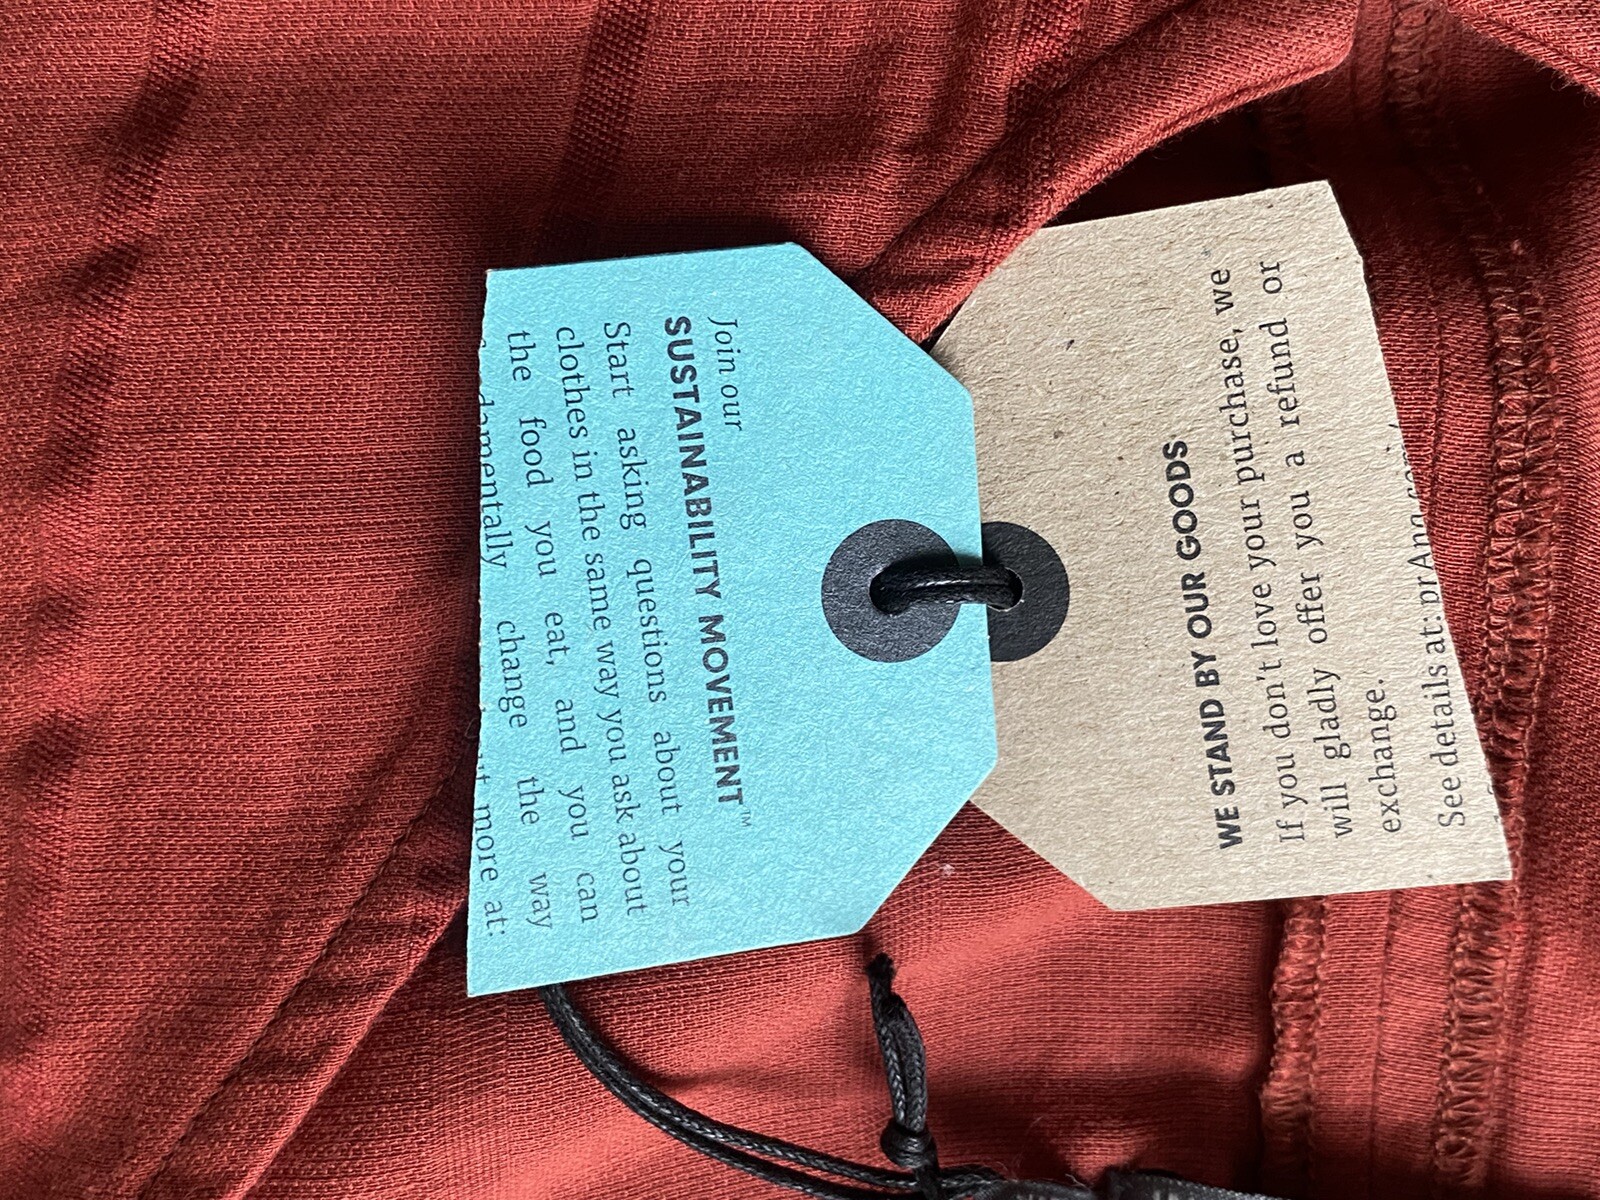 Join our
SUSTAINABILITY MOVEMENT™
Start asking questions about your
clothes in the same way you ask about
the food you eat, and you can
change the way
more at:
WE STAND BY OUR GOODS
If you don't love your purchase, we
will gladly offer you a refund or
exchange.
See details at: